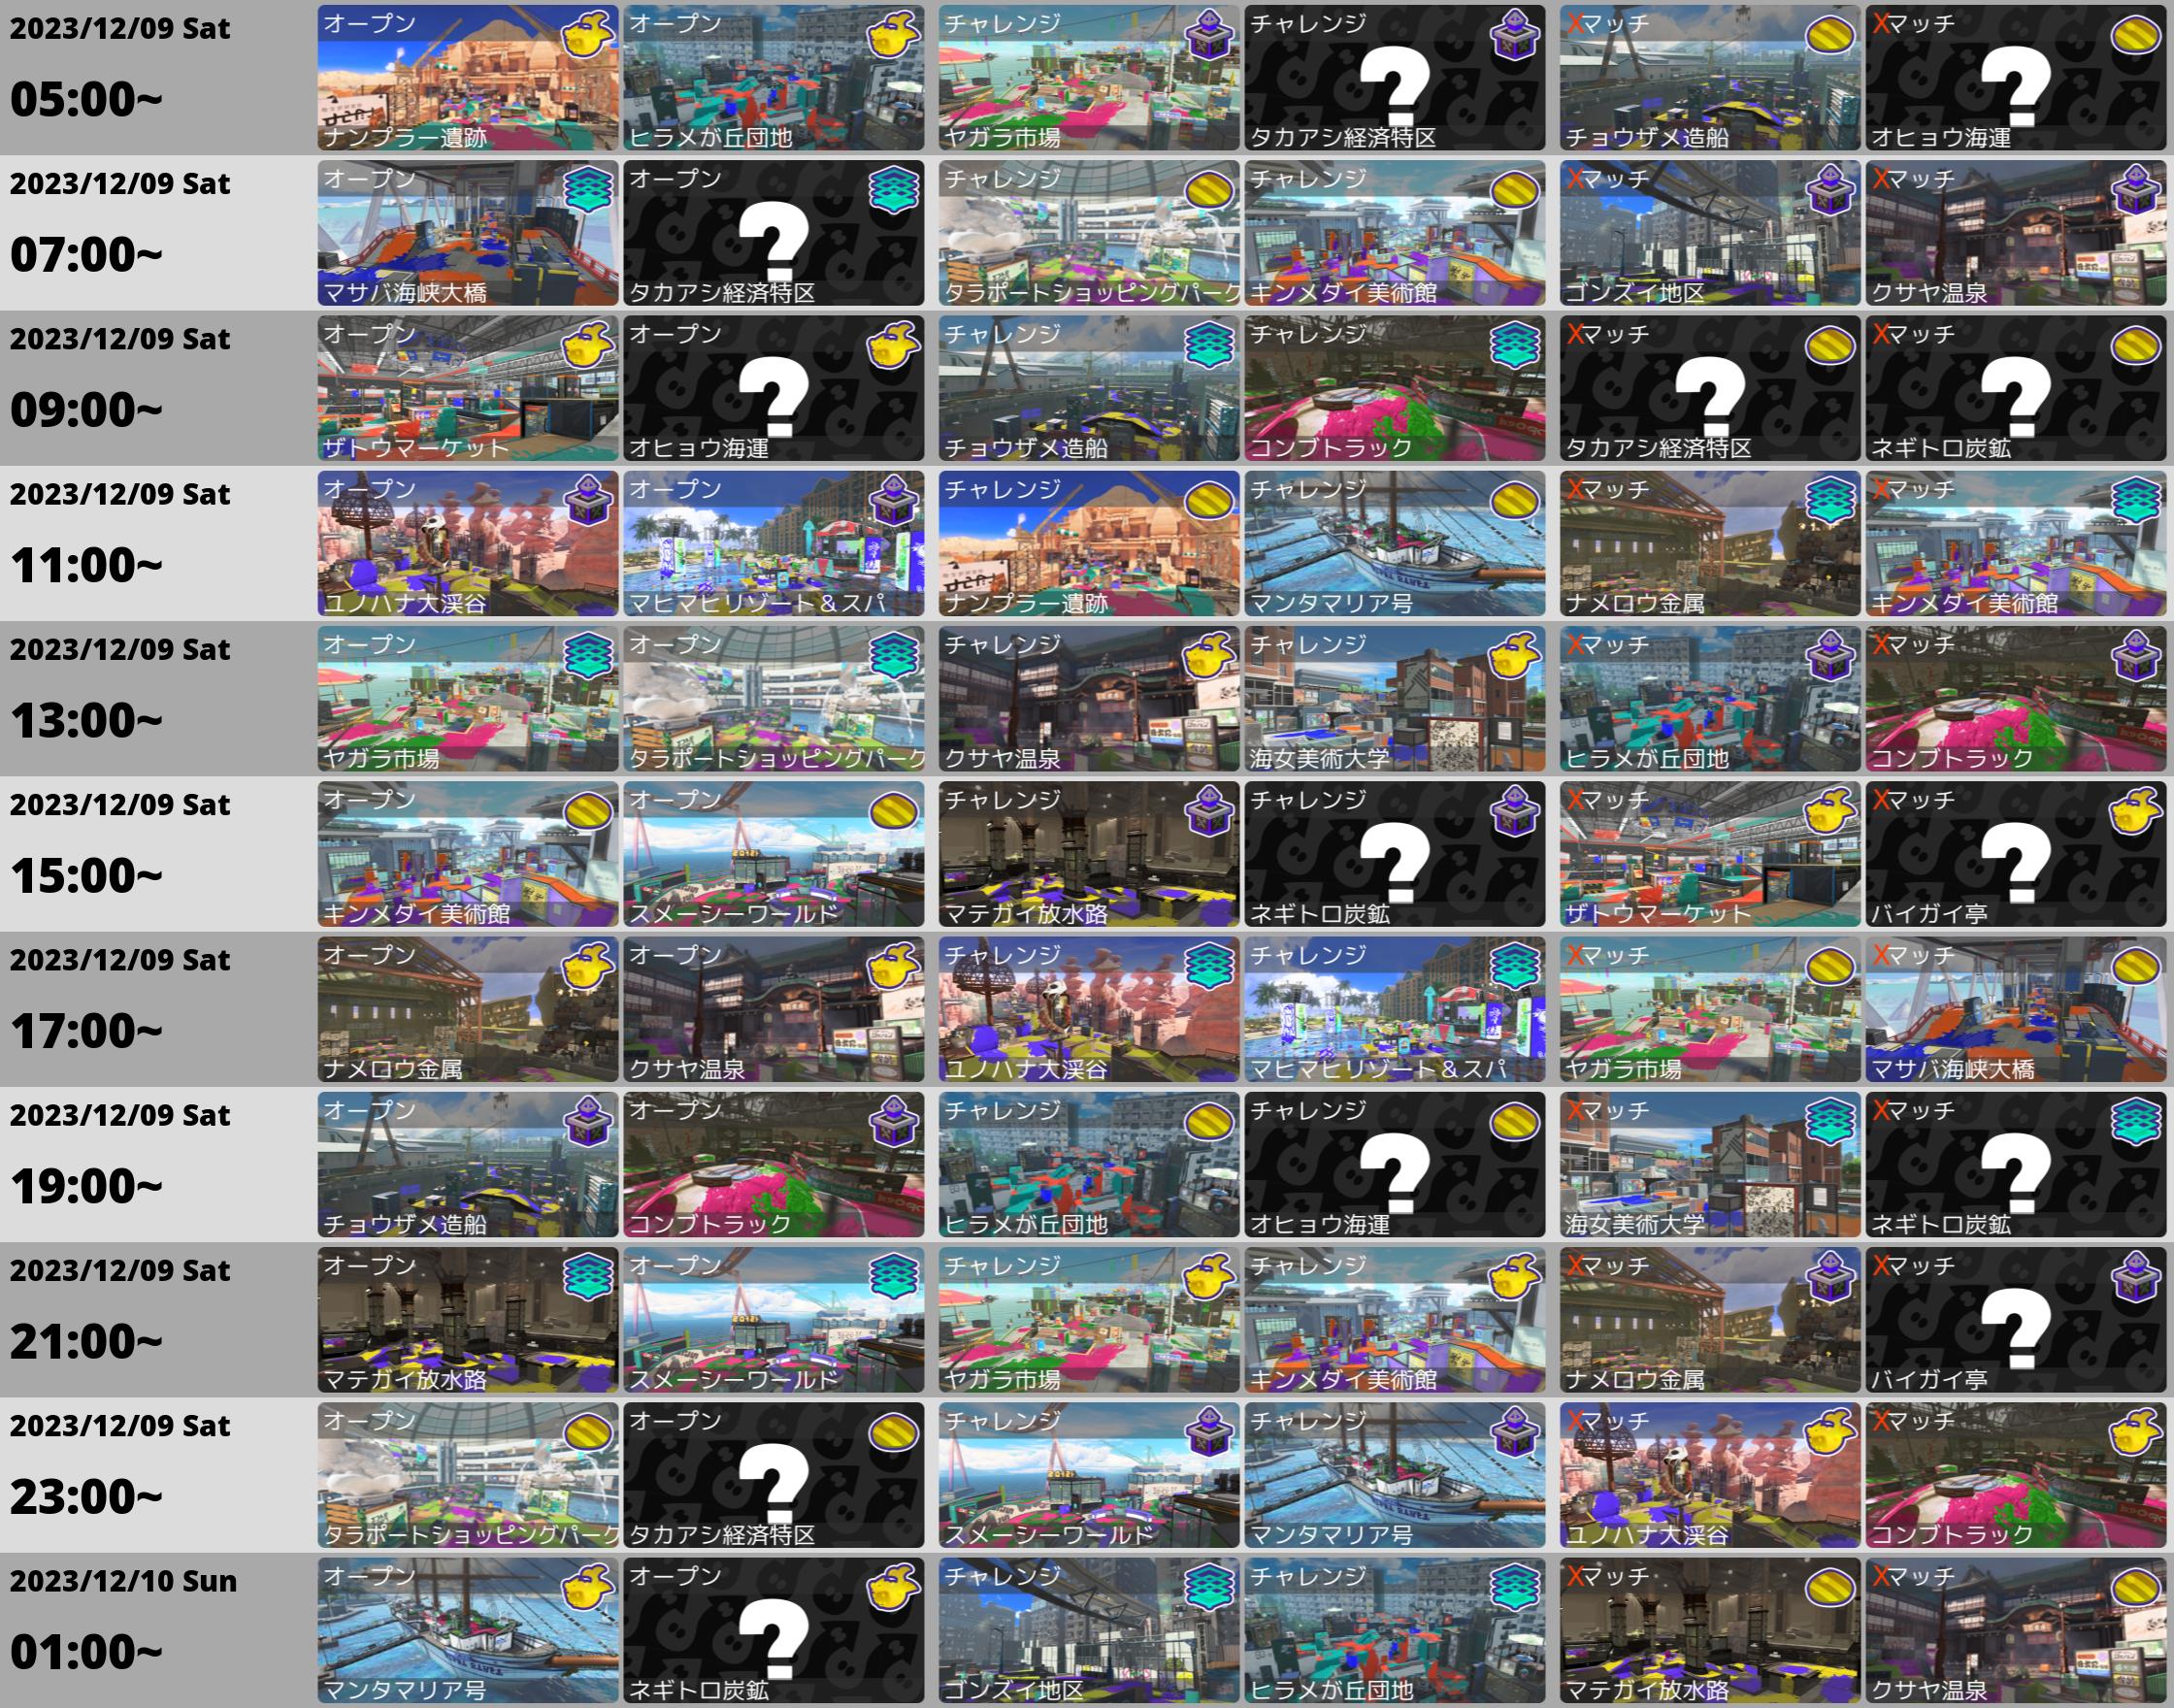 2023/12/09 Sat
05:00~
オープン
ナンプラー遺跡
オープン
ヒラメが丘団地
チャレンジ
ヤガラ市場
チャレンジ
タカアシ経済特区
Xマッチ
チョウザメ造船
Xマッチ
オヒョウ海運
2023/12/09 Sat
07:00~
オープン
マサバ海峡大橋
オープン
タカアシ経済特区
チャレンジ
タラポートショッピングパーク
チャレンジ
キンメダイ美術館
Xマッチ
ゴンズイ地区
Xマッチ
クサヤ温泉
2023/12/09 Sat
09:00~
オープン
ザトウマーケット
オープン
オヒョウ海運
チャレンジ
チョウザメ造船
チャレンジ
コンブトラック
Xマッチ
タカアシ経済特区
Xマッチ
ネギトロ炭鉱
2023/12/09 Sat
11:00~
オープン
ユノハナ大渓谷
オープン
マヒマヒリゾート＆スパ
チャレンジ
ナンプラー遺跡
チャレンジ
マンタマリア号
Xマッチ
ナメロウ金属
Xマッチ
キンメダイ美術館
2023/12/09 Sat
13:00~
オープン
ヤガラ市場
オープン
タラポートショッピングパーク
チャレンジ
クサヤ温泉
チャレンジ
海女美術大学
Xマッチ
ヒラメが丘団地
Xマッチ
コンブトラック
2023/12/09 Sat
15:00~
オープン
キンメダイ美術館
オープン
スメーシーワールド
チャレンジ
マテガイ放水路
チャレンジ
ネギトロ炭鉱
Xマッチ
ザトウマーケット
Xマッチ
バイガイ亭
2023/12/09 Sat
17:00~
オープン
ナメロウ金属
オープン
クサヤ温泉
チャレンジ
ユノハナ大渓谷
チャレンジ
マヒマヒリゾート＆スパ
Xマッチ
ヤガラ市場
Xマッチ
マサバ海峡大橋
2023/12/09 Sat
19:00~
オープン
チョウザメ造船
オープン
コンブトラック
チャレンジ
ヒラメが丘団地
チャレンジ
オヒョウ海運
Xマッチ
海女美術大学
Xマッチ
ネギトロ炭鉱
2023/12/09 Sat
21:00~
オープン
マテガイ放水路
オープン
スメーシーワールド
チャレンジ
ヤガラ市場
チャレンジ
キンメダイ美術館
Xマッチ
ナメロウ金属
Xマッチ
バイガイ亭
2023/12/09 Sat
23:00~
オープン
タラポートショッピングパーク
オープン
タカアシ経済特区
チャレンジ
スメーシーワールド
チャレンジ
マンタマリア号
Xマッチ
ユノハナ大渓谷
Xマッチ
コンブトラック
2023/12/10 Sun
01:00~
オープン
マンタマリア号
オープン
ネギトロ炭鉱
チャレンジ
ゴンズイ地区
チャレンジ
ヒラメが丘団地
Xマッチ
マテガイ放水路
Xマッチ
クサヤ温泉